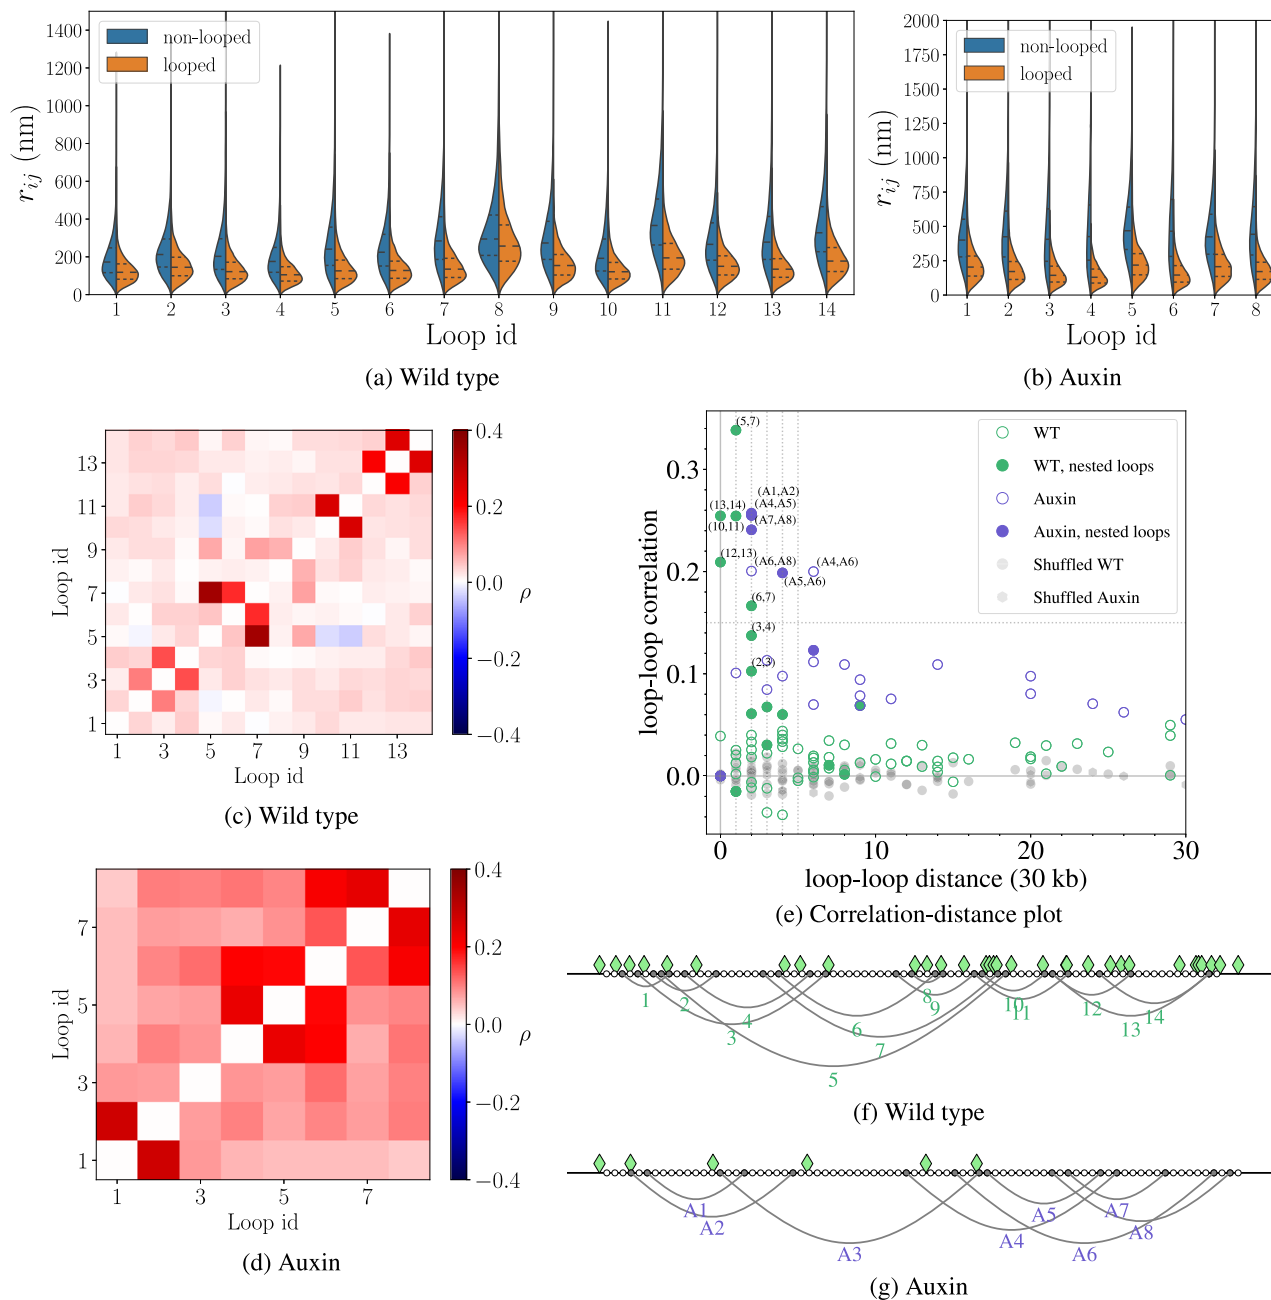 1400
1200
1000
800
600
400
200
0
r_ij (nm)
non-looped
looped
1 2 3 4 5 6 7 8 9 10 11 12 13 14
Loop id
(a) Wild type
2000
1750
1500
1250
1000
750
500
250
0
r_ij (nm)
non-looped
looped
1 2 3 4 5 6 7 8
Loop id
(b) Auxin
13
11
9
7
5
3
1
Loop id
1 3 5 7 9 11 13
Loop id
0.4
0.2
0.0
−0.2
−0.4
ρ
(c) Wild type
7
5
3
1
Loop id
1 3 5 7
Loop id
0.4
0.2
0.0
−0.2
−0.4
ρ
(d) Auxin
0.3
0.2
0.1
0.0
loop-loop correlation
(5,7)
(A1,A2)
(13,14) (A4,A5)
(10,11) (A7,A8)
(12,13) (A6,A8) (A4,A6)
(A5,A6)
(6,7)
(3,4)
(2,3)
WT
WT, nested loops
Auxin
Auxin, nested loops
Shuffled WT
Shuffled Auxin
0 10 20 30
loop-loop distance (30 kb)
(e) Correlation-distance plot
1 2 3 4 5 6 7 8 9 10 11 12 13 14
(f) Wild type
A1 A2 A3 A4 A5 A6 A7 A8
(g) Auxin